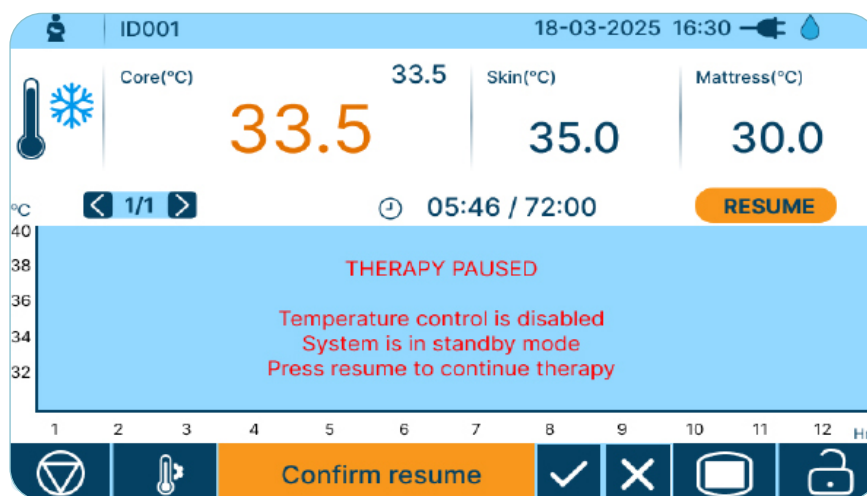 ID001 18-03-2025 16:30
Core(°C) 33.5 Skin(°C) Mattress(°C)
33.5 35.0 30.0
1/1 05:46 / 72:00 RESUME
°C
40
38
THERAPY PAUSED
36
Temperature control is disabled
34
System is in standby mode
32
Press resume to continue therapy
1 2 3 4 5 6 7 8 9 10 11 12
Confirm resume